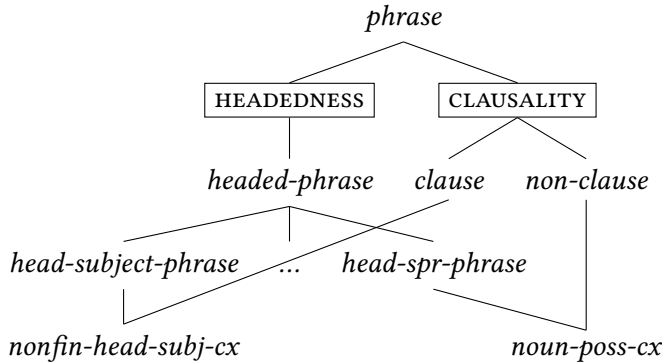 phrase
HEADEDNESS CLAUSALITY
headed-phrase clause non-clause
head-subject-phrase ... head-spr-phrase
nonfin-head-subj-cx noun-poss-cx